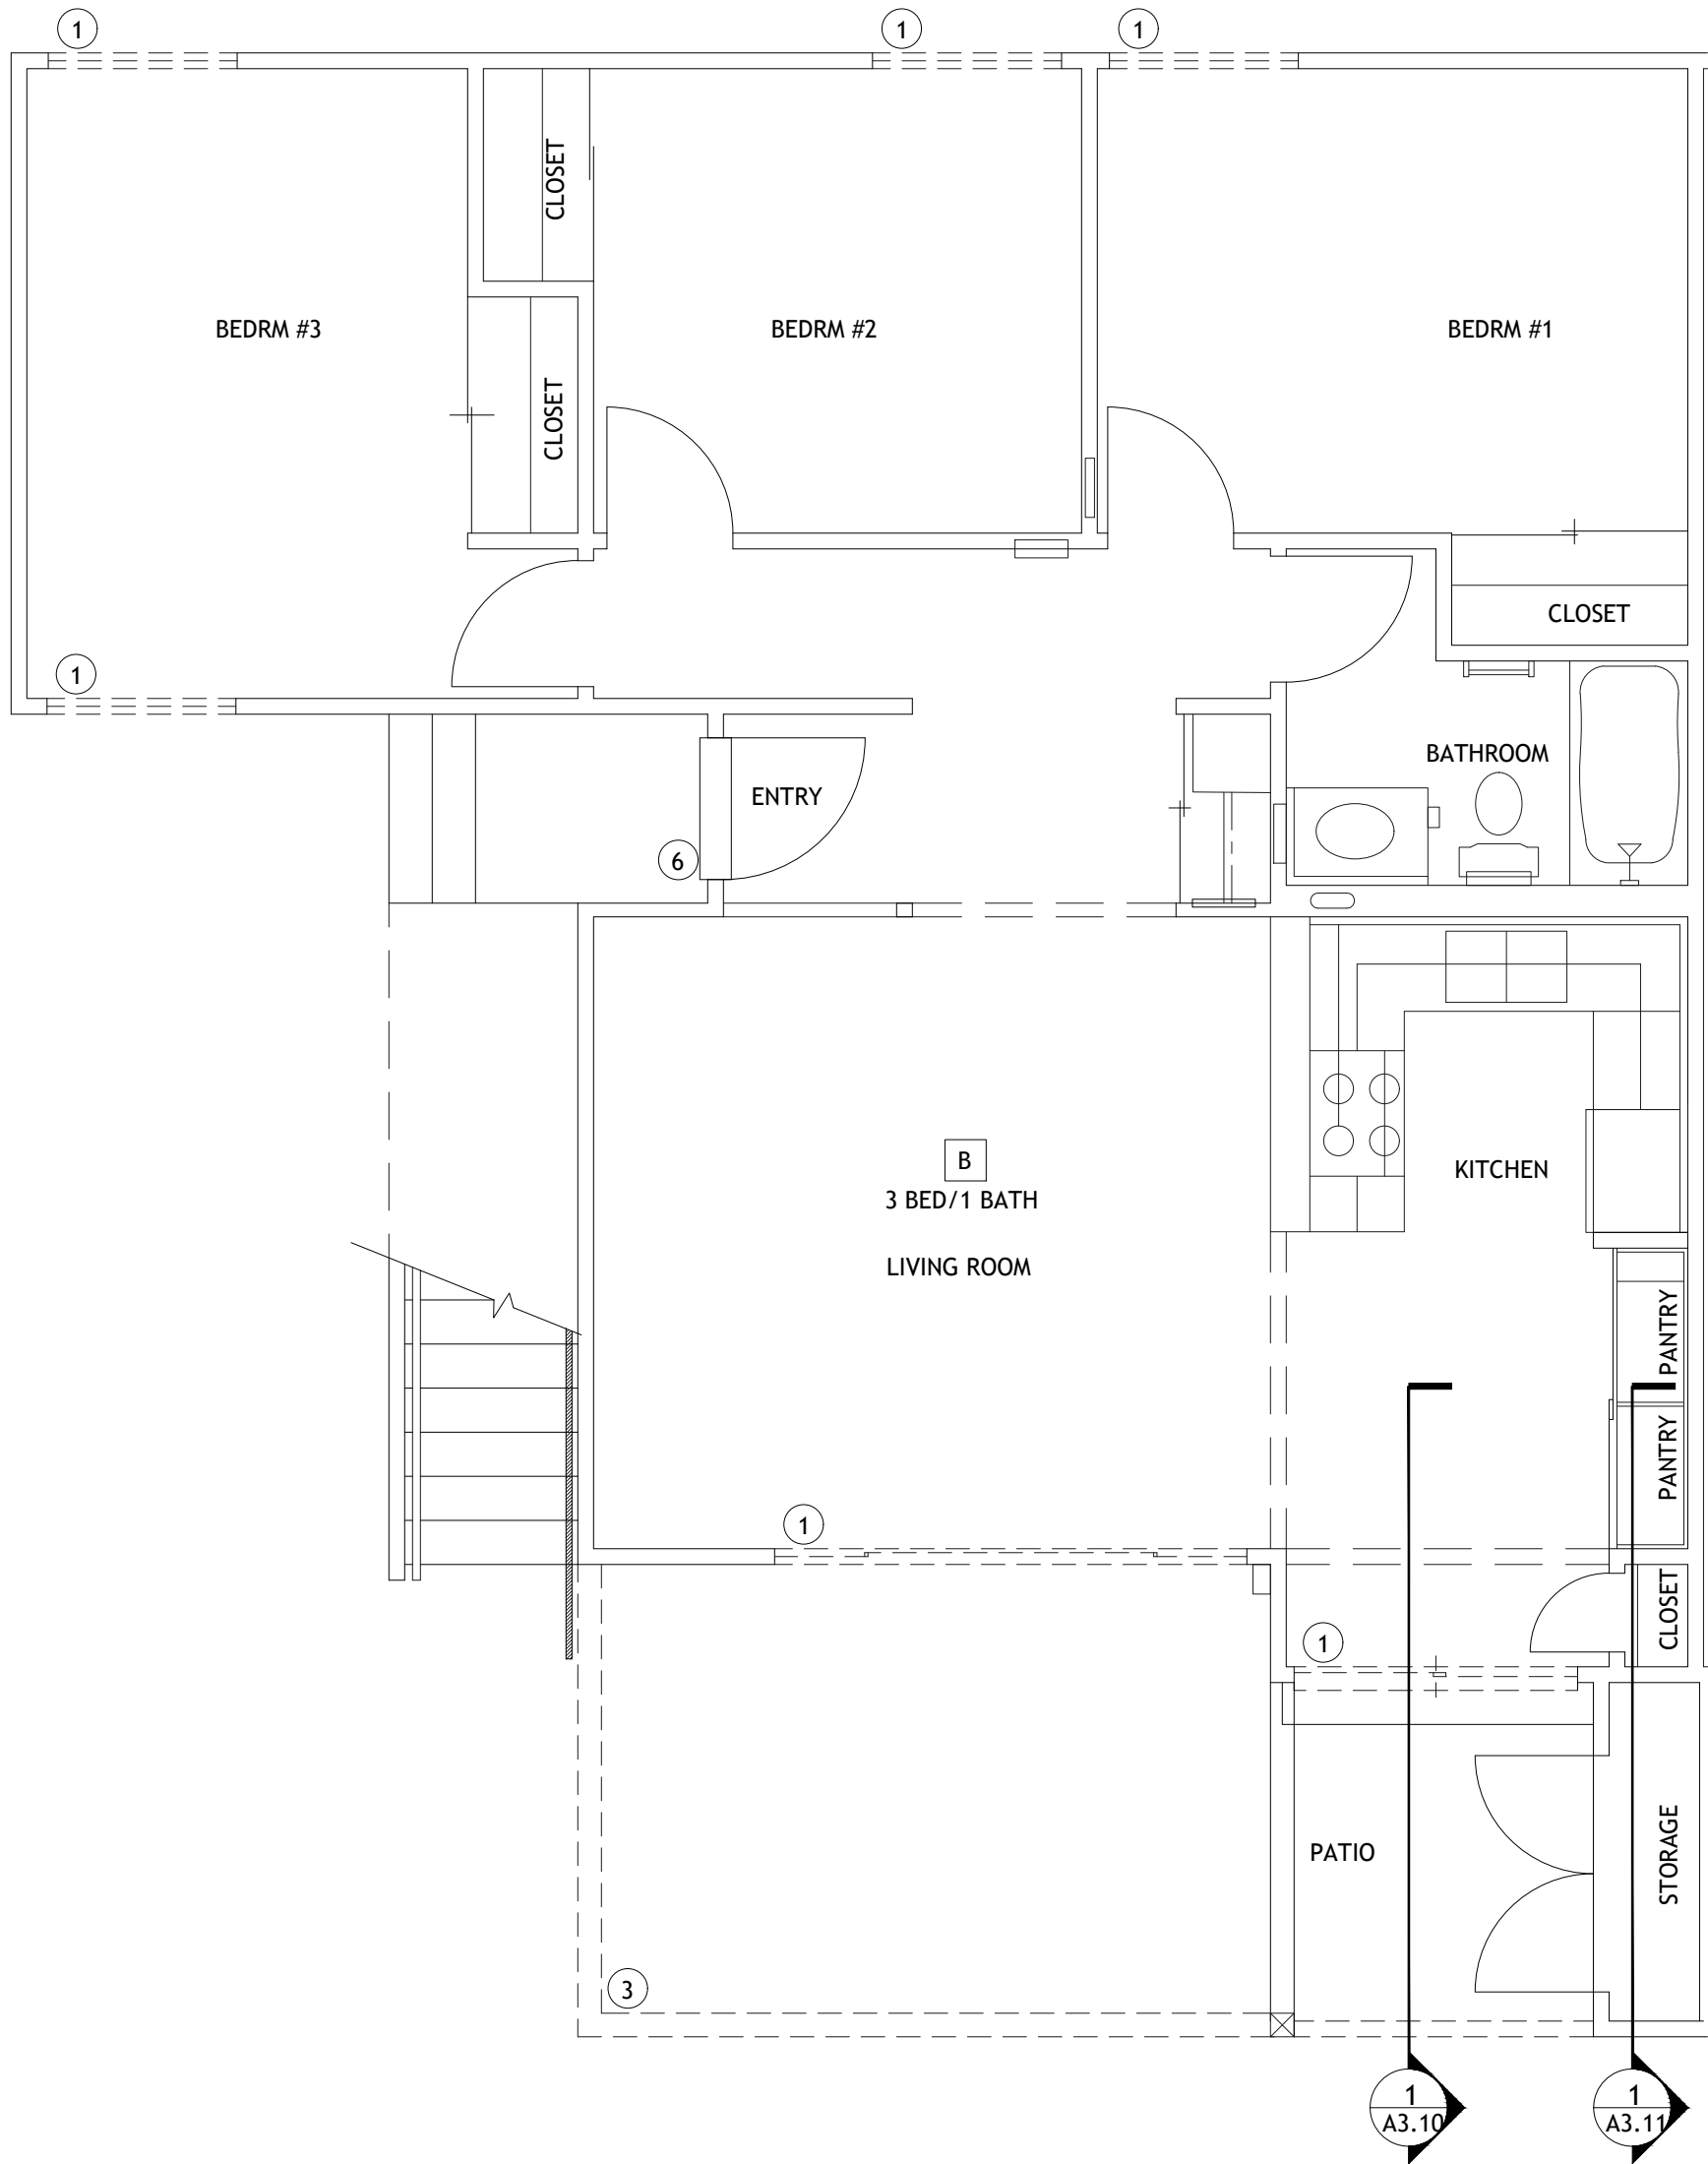 1
1
1
CLOSET
BEDRM #3
BEDRM #2
BEDRM #1
CLOSET
CLOSET
1
BATHROOM
ENTRY
6
B
3 BED/1 BATH
KITCHEN
LIVING ROOM
PANTRY
PANTRY
1
CLOSET
1
PATIO
STORAGE
3
1
A3.10
1
A3.11